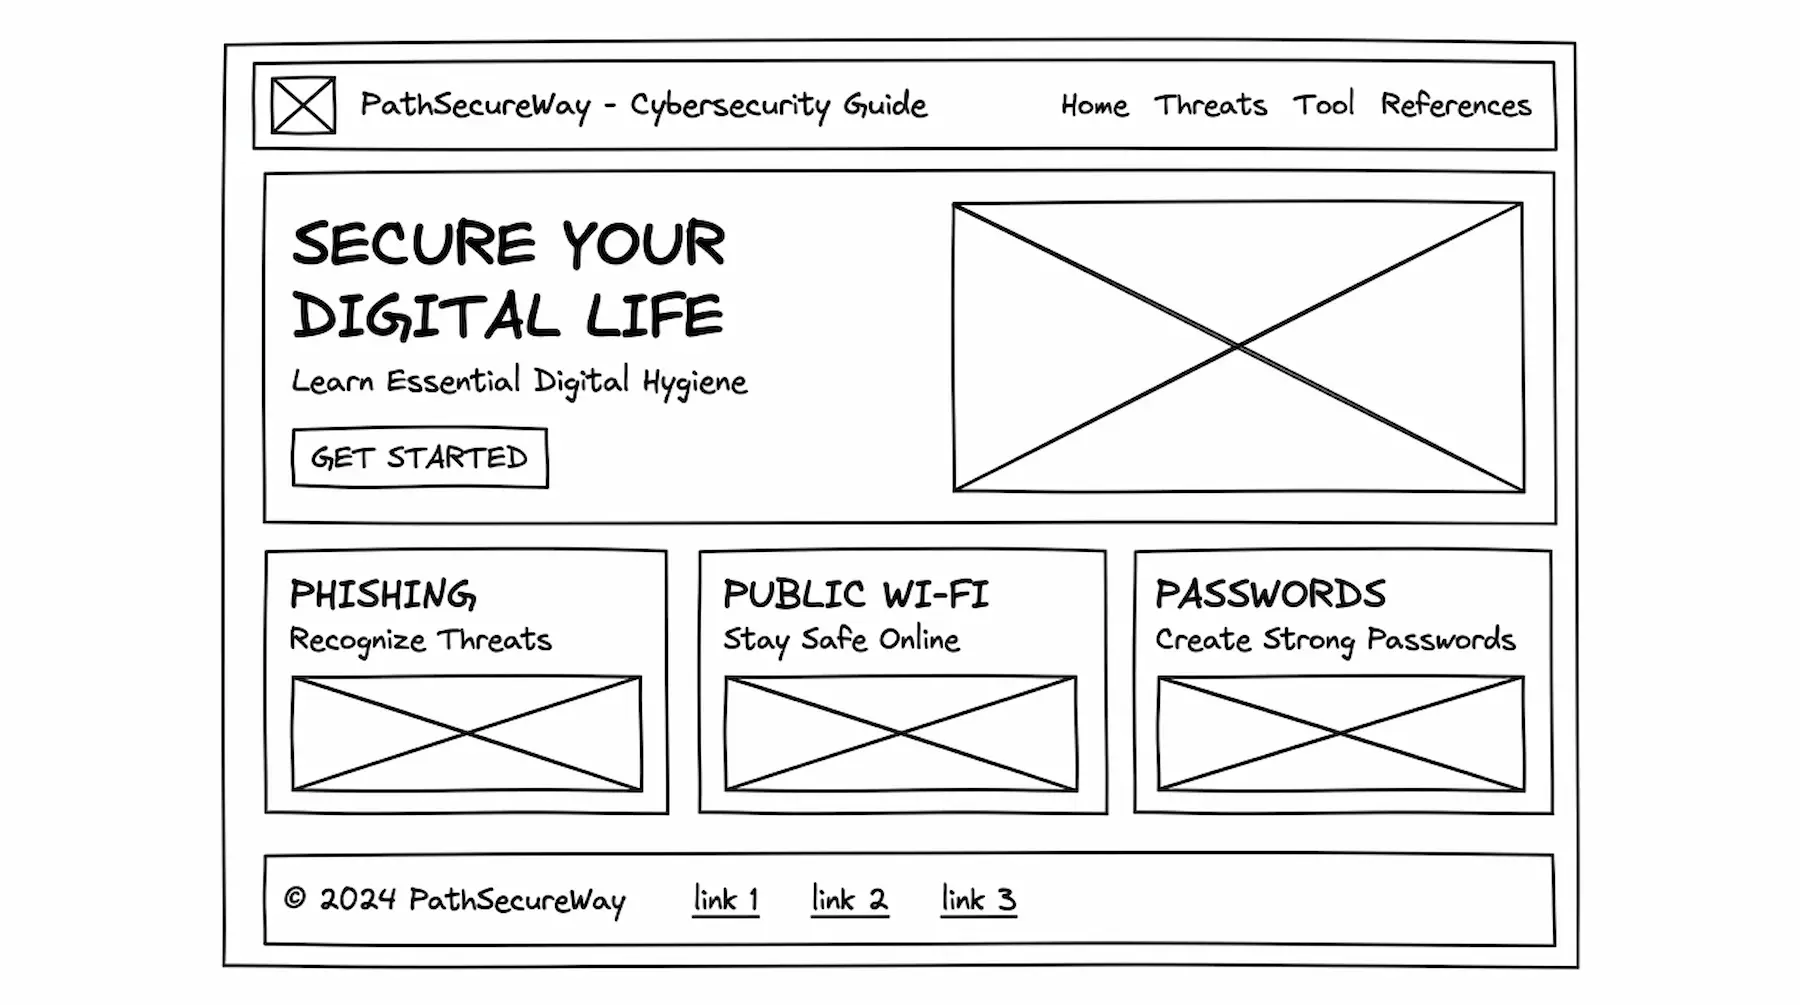 PathSecureWay - Cybersecurity Guide
Home Threats Tool References
SECURE YOUR
DIGITAL LIFE
Learn Essential Digital Hygiene
GET STARTED
PHISHING
Recognize Threats
PUBLIC WI-FI
Stay Safe Online
PASSWORDS
Create Strong Passwords
© 2024 PathSecureWay
link 1
link 2
link 3